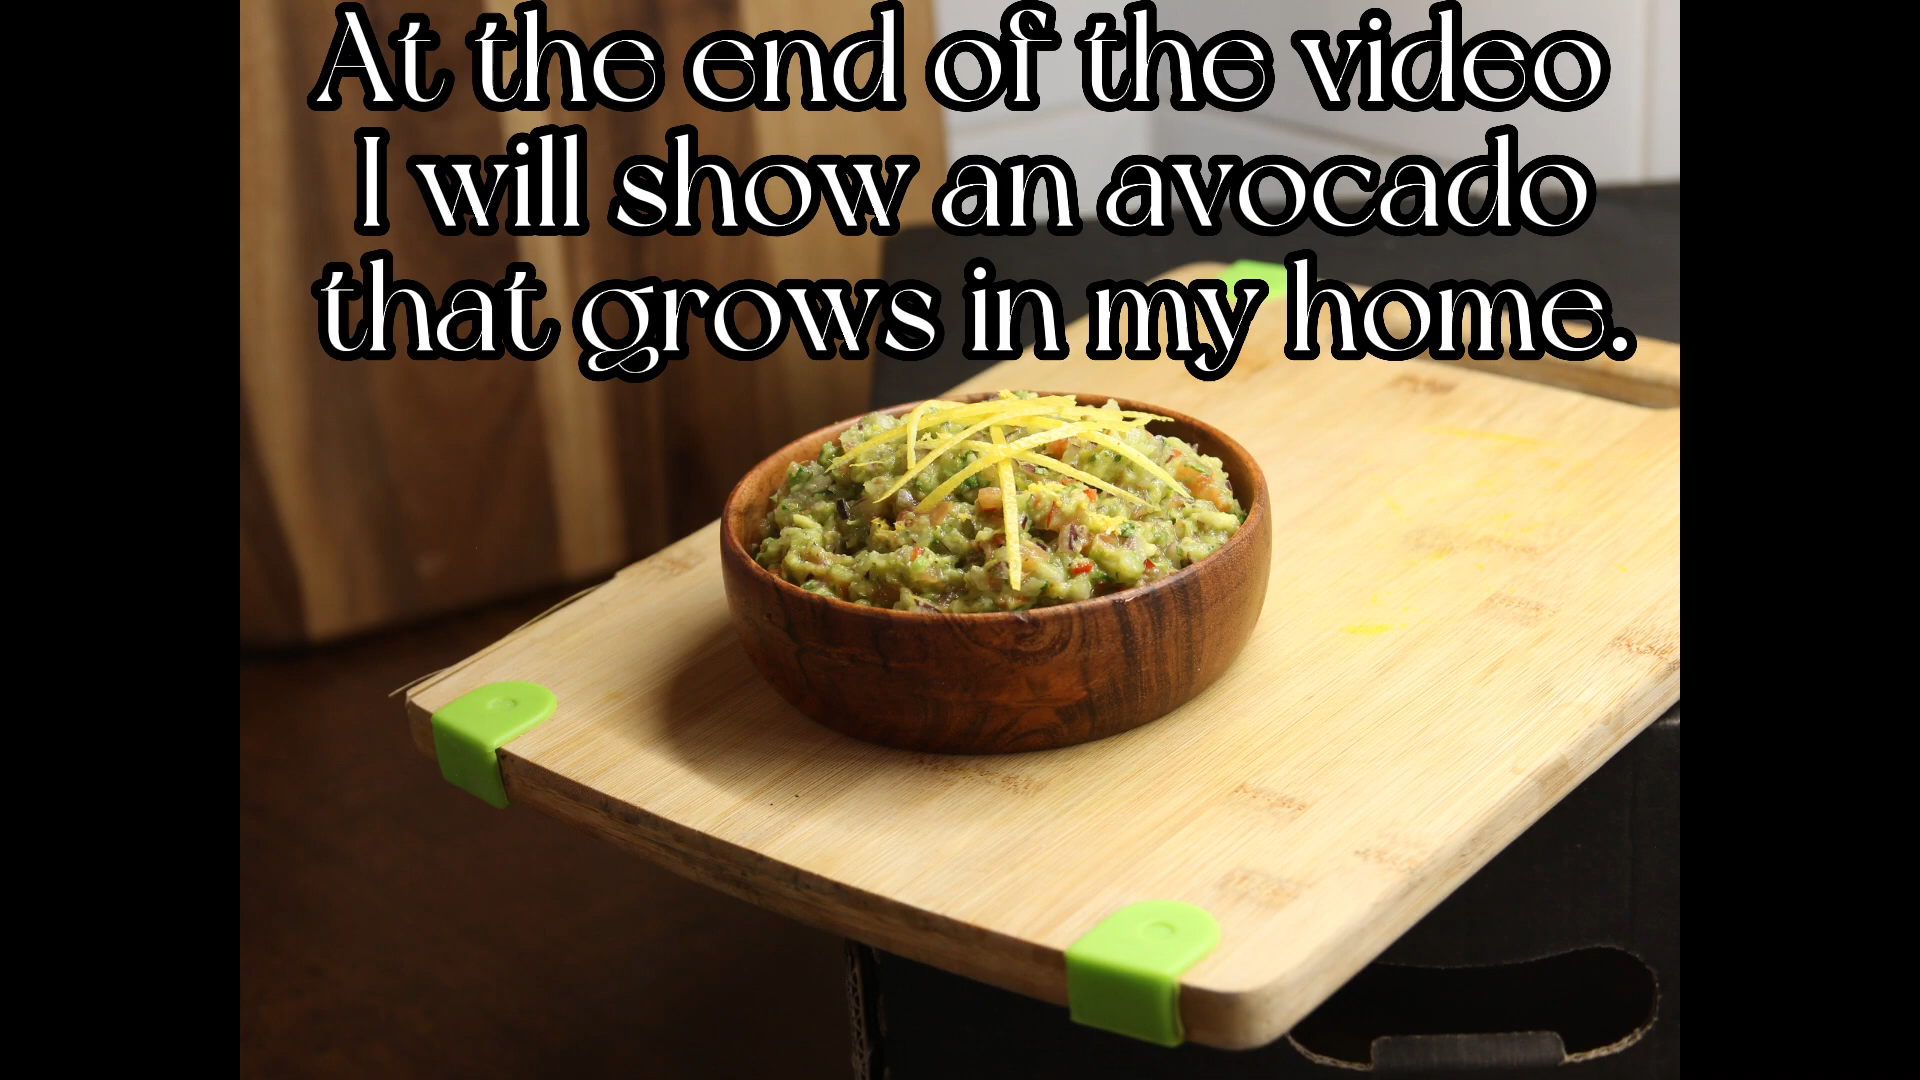 At the end of the video
I will show an avocado
that grows in my home.